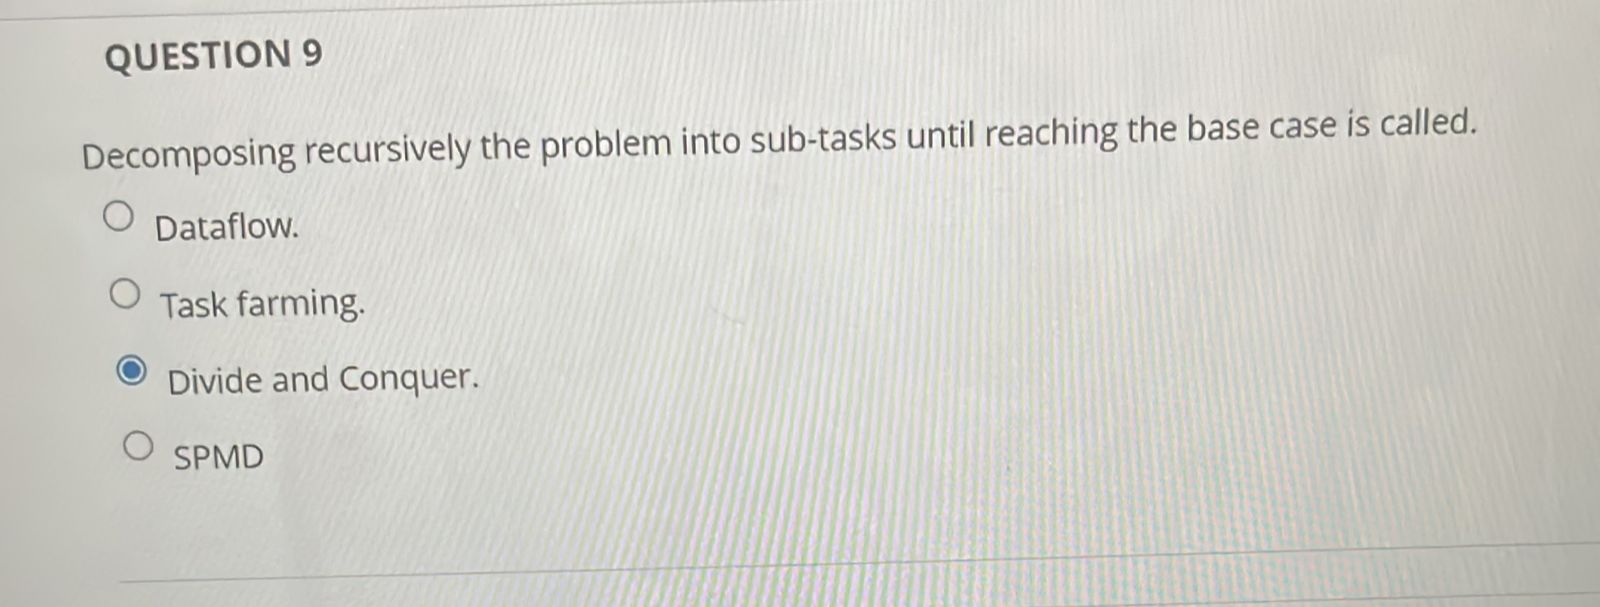 QUESTION 9
Decomposing recursively the problem into sub-tasks until reaching the base case is called.
Dataflow.
Task farming.
Divide and Conquer.
SPMD